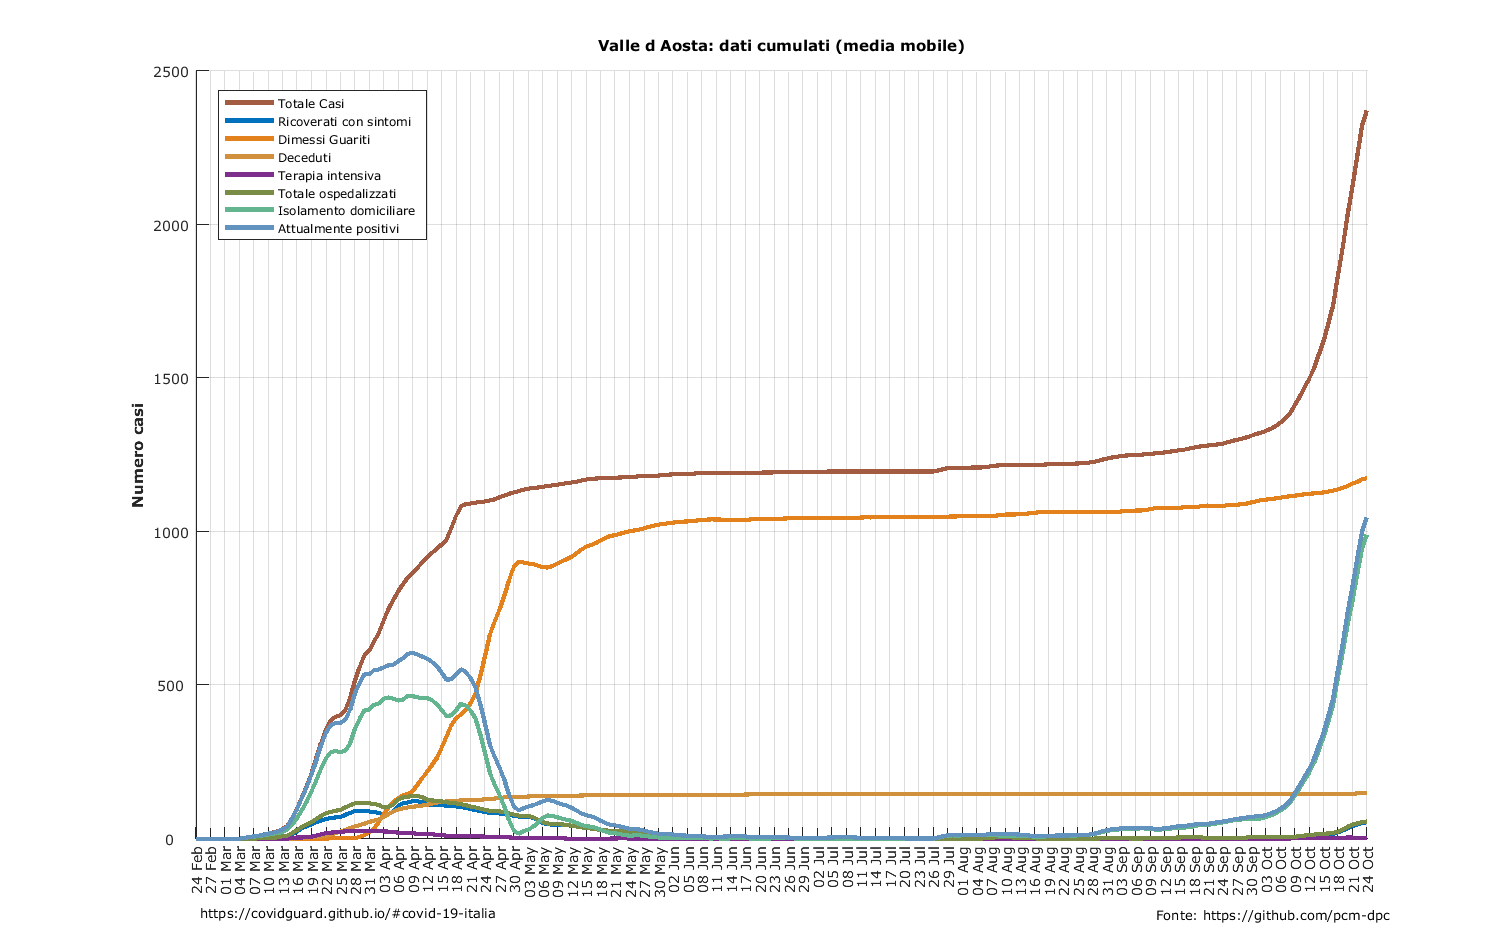 Valle d Aosta: dati cumulati (media mobile)
2500
2000
1500
1000
500
0
Numero casi
Totale Casi
Ricoverati con sintomi
Dimessi Guariti
Deceduti
Terapia intensiva
Totale ospedalizzati
Isolamento domiciliare
Attualmente positivi
24 Feb
27 Feb
01 Mar
04 Mar
07 Mar
10 Mar
13 Mar
16 Mar
19 Mar
22 Mar
25 Mar
28 Mar
31 Mar
03 Apr
06 Apr
09 Apr
12 Apr
15 Apr
18 Apr
21 Apr
24 Apr
27 Apr
30 Apr
03 May
06 May
09 May
12 May
15 May
18 May
21 May
24 May
27 May
30 May
02 Jun
05 Jun
08 Jun
11 Jun
14 Jun
17 Jun
20 Jun
23 Jun
26 Jun
29 Jun
02 Jul
05 Jul
08 Jul
11 Jul
14 Jul
17 Jul
20 Jul
23 Jul
26 Jul
29 Jul
01 Aug
04 Aug
07 Aug
10 Aug
13 Aug
16 Aug
19 Aug
22 Aug
25 Aug
28 Aug
31 Aug
03 Sep
06 Sep
09 Sep
12 Sep
15 Sep
18 Sep
21 Sep
24 Sep
27 Sep
30 Sep
03 Oct
06 Oct
09 Oct
12 Oct
15 Oct
18 Oct
21 Oct
24 Oct
https://covidguard.github.io/#covid-19-italia
Fonte: https://github.com/pcm-dpc